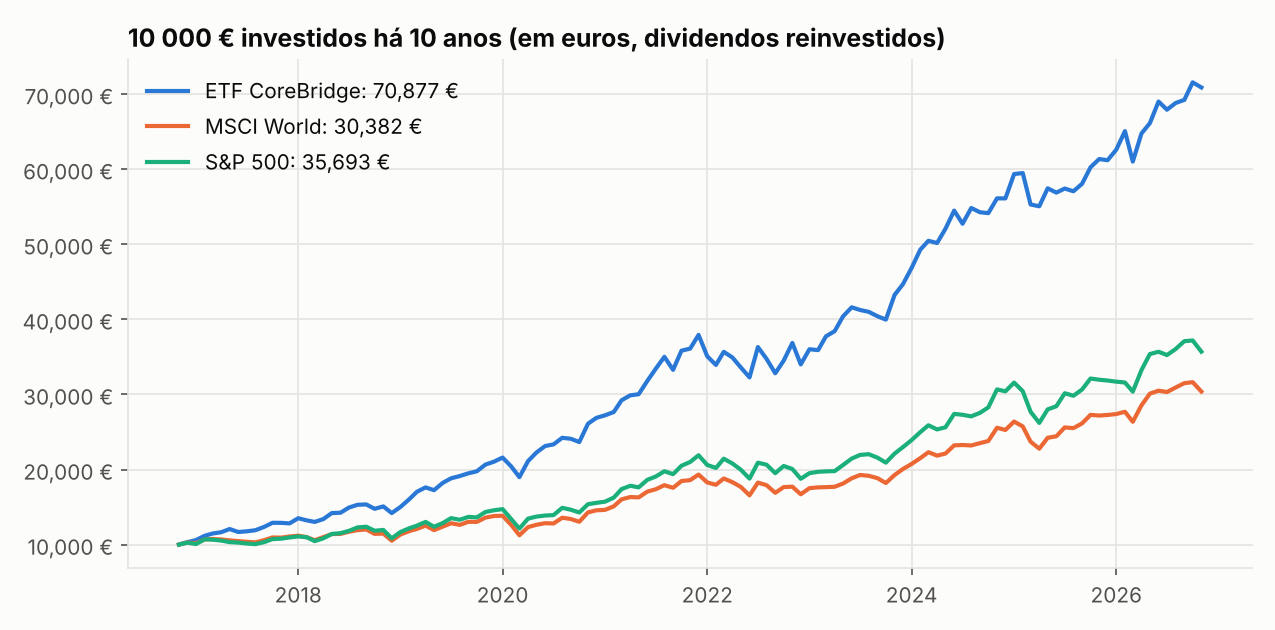 10 000 € investidos há 10 anos (em euros, dividendos reinvestidos)
ETF CoreBridge: 70,877 €
MSCI World: 30,382 €
S&P 500: 35,693 €
70,000 €
60,000 €
50,000 €
40,000 €
30,000 €
20,000 €
10,000 €
2018 2020 2022 2024 2026